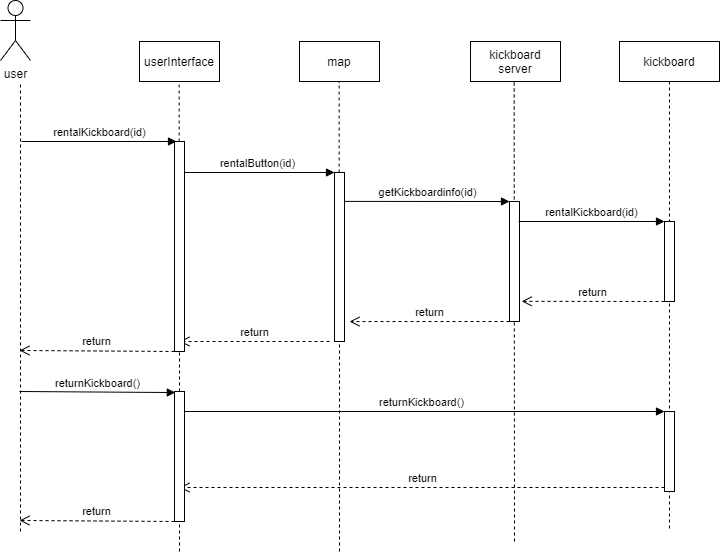 user
userInterface
map
kickboard
server
kickboard
rentalKickboard(id)
rentalButton(id)
getKickboardinfo(id)
rentalKickboard(id)
return
return
return
return
returnKickboard()
returnKickboard()
return
return